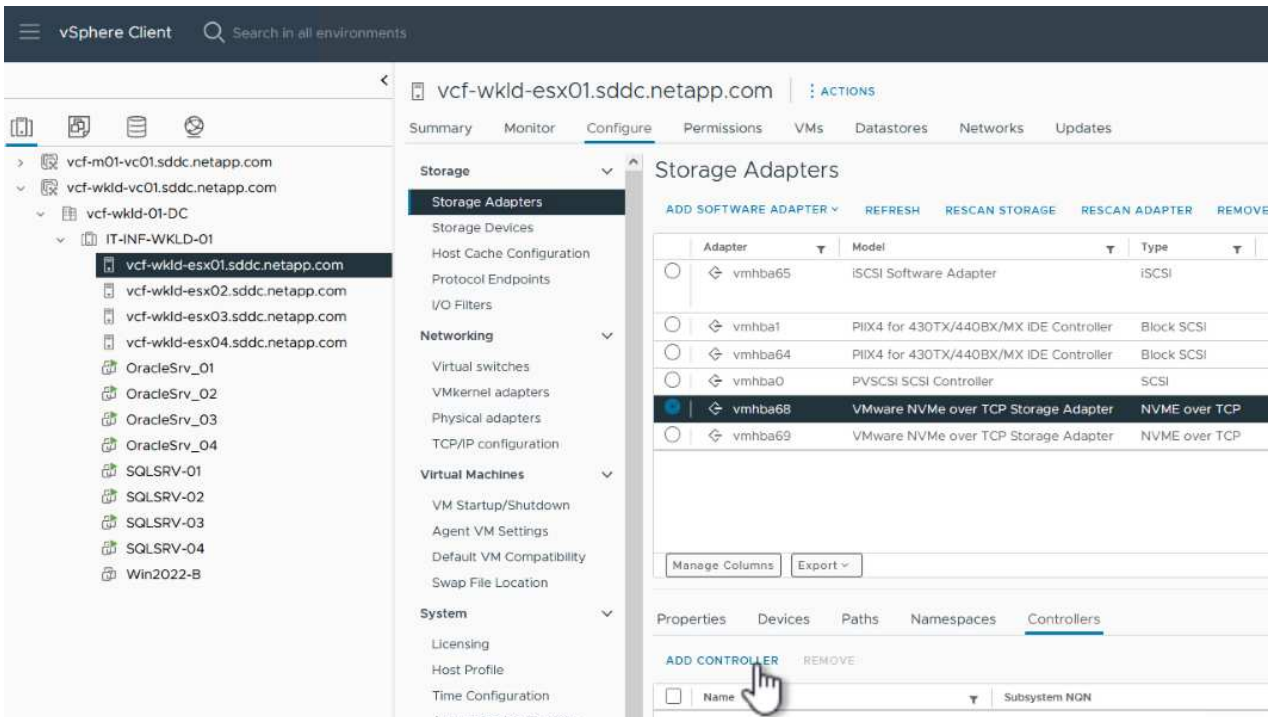 vSphere Client Search in all environments
vcf-m01-vc01.sddc.netapp.com
vcf-wkld-vc01.sddc.netapp.com
vcf-wkld-01-DC
IT-INF-WKLD-01
vcf-wkld-esx01.sddc.netapp.com
vcf-wkld-esx02.sddc.netapp.com
vcf-wkld-esx03.sddc.netapp.com
vcf-wkld-esx04.sddc.netapp.com
OracleSrv_01
OracleSrv_02
OracleSrv_03
OracleSrv_04
SQLSRV-01
SQLSRV-02
SQLSRV-03
SQLSRV-04
Win2022-B
vcf-wkld-esx01.sddc.netapp.com ACTIONS
Summary Monitor Configure Permissions VMs Datastores Networks Updates
Storage
Storage Adapters
Storage Devices
Host Cache Configuration
Protocol Endpoints
I/O Filters
Networking
Virtual switches
VMkernel adapters
Physical adapters
TCP/IP configuration
Virtual Machines
VM Startup/Shutdown
Agent VM Settings
Default VM Compatibility
Swap File Location
System
Licensing
Host Profile
Time Configuration
Storage Adapters
ADD SOFTWARE ADAPTER REFRESH RESCAN STORAGE RESCAN ADAPTER REMOVE
Adapter Model Type
vmhba65 iSCSI Software Adapter iSCSI
vmhba1 PIIX4 for 430TX/440BX/MX IDE Controller Block SCSI
vmhba64 PIIX4 for 430TX/440BX/MX IDE Controller Block SCSI
vmhba0 PVSCSI SCSI Controller SCSI
vmhba68 VMware NVMe over TCP Storage Adapter NVME over TCP
vmhba69 VMware NVMe over TCP Storage Adapter NVME over TCP
Manage Columns Export
Properties Devices Paths Namespaces Controllers
ADD CONTROLLER REMOVE
Name Subsystem NQN